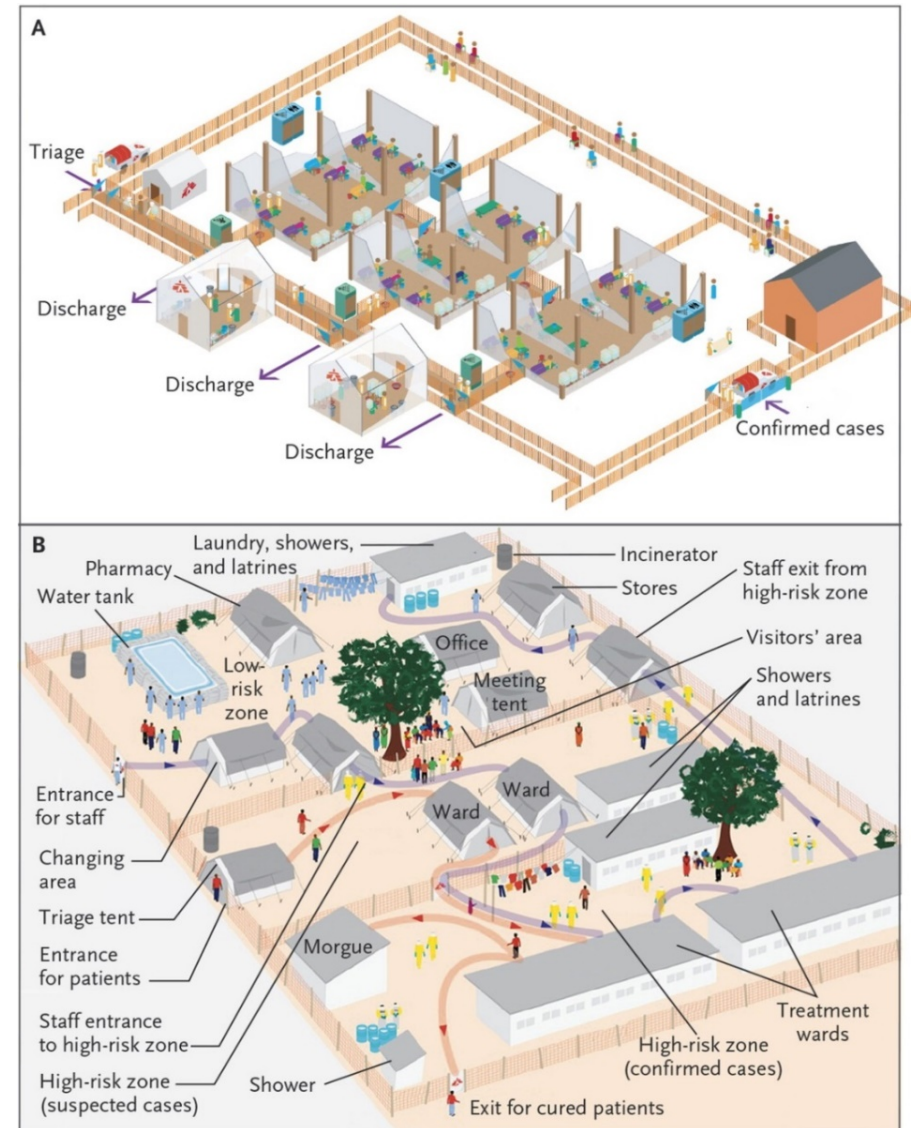 A
Triage
Discharge
Discharge
Discharge
Confirmed cases
B
Laundry, showers,
and latrines
Pharmacy
Water tank
Incinerator
Stores
Staff exit from
high-risk zone
Visitors' area
Showers
and latrines
Office
Low-
risk
zone
Meeting
tent
Ward
Ward
Entrance
for staff
Changing
area
Triage tent
Entrance
for patients
Morgue
Staff entrance
to high-risk zone
High-risk zone
(suspected cases)
Shower
Exit for cured patients
High-risk zone
(confirmed cases)
Treatment
wards